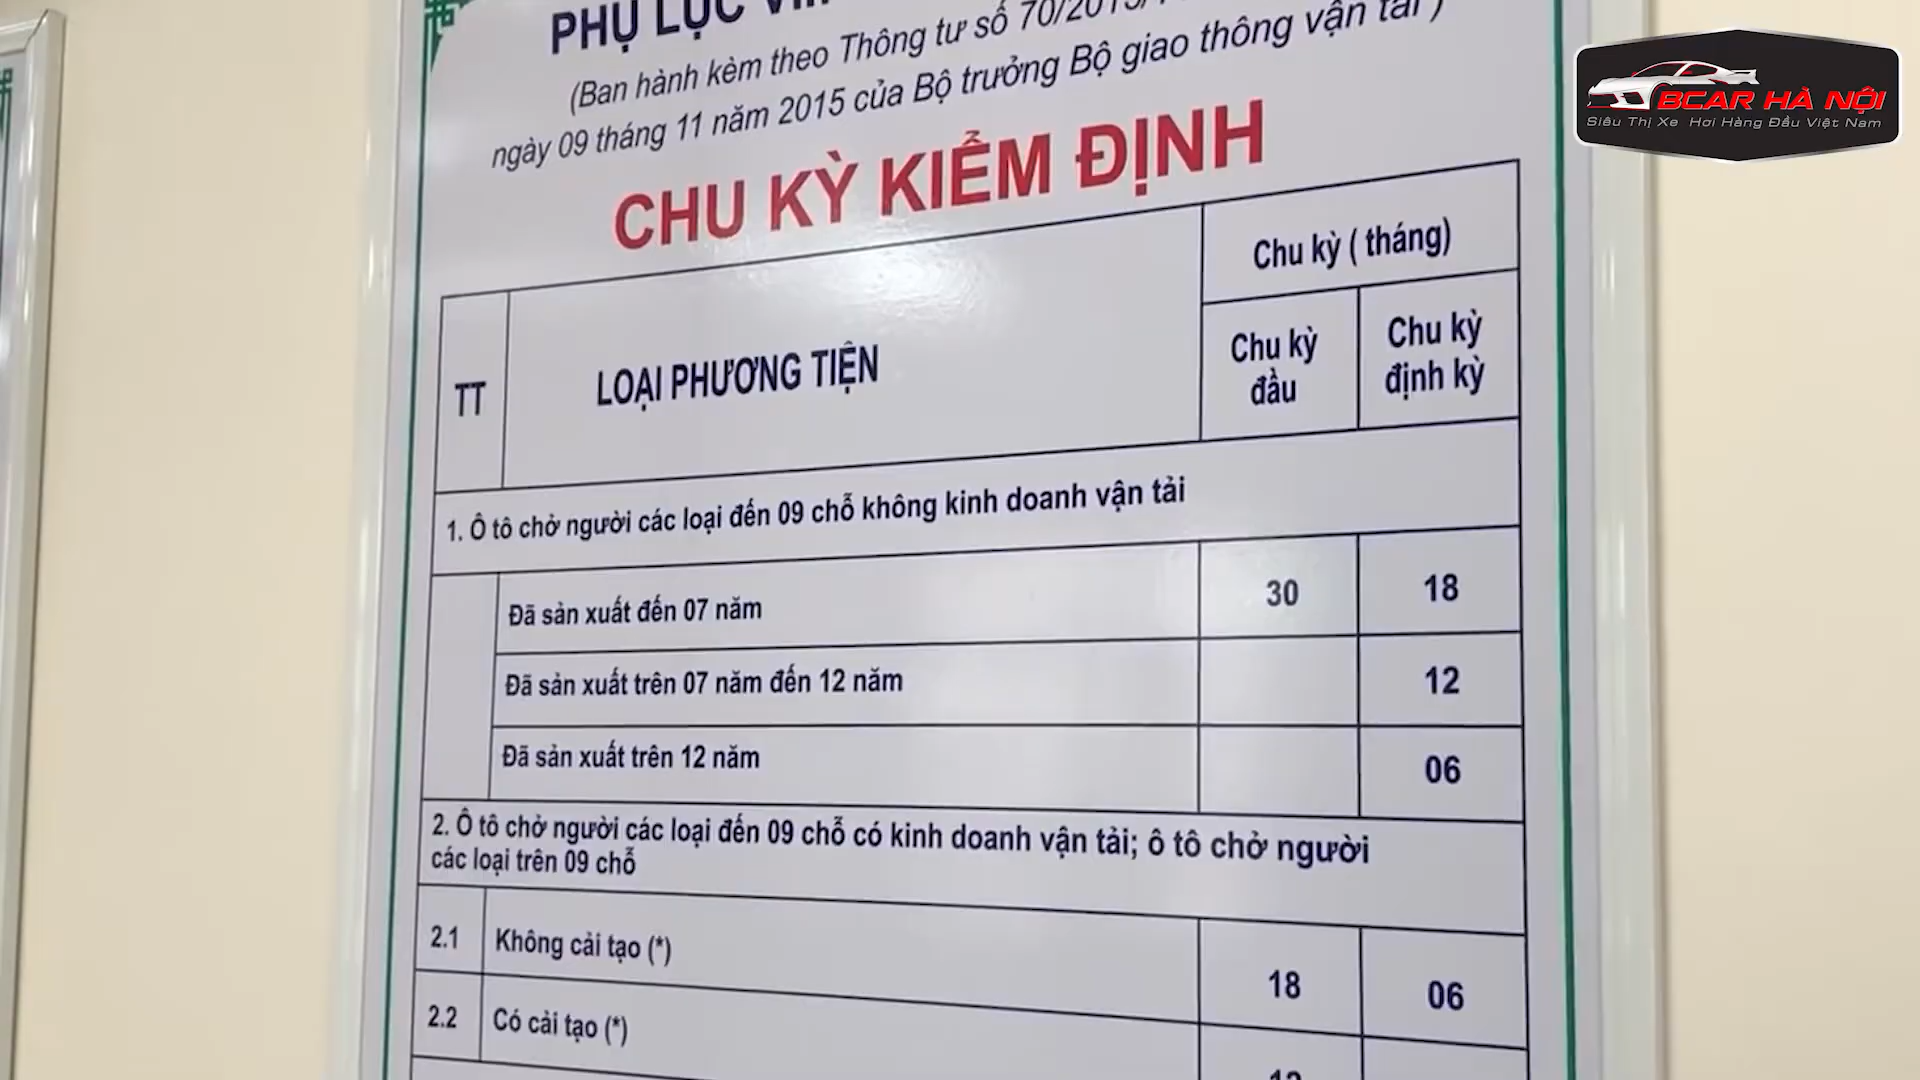 PHỤ LỤC
(Ban hành kèm theo Thông tư số 70/2015/
ngày 09 tháng 11 năm 2015 của Bộ trưởng Bộ giao thông vận tải )
BCAR HÀ NỘI
Siêu Thị Xe Hơi Hàng Đầu Việt Nam
CHU KỲ KIỂM ĐỊNH
TT
LOẠI PHƯƠNG TIỆN
Chu kỳ ( tháng)
Chu kỳ
đầu
Chu kỳ
định kỳ
1. Ô tô chở người các loại đến 09 chỗ không kinh doanh vận tải
Đã sản xuất đến 07 năm 30 18
Đã sản xuất trên 07 năm đến 12 năm 12
Đã sản xuất trên 12 năm 06
2. Ô tô chở người các loại đến 09 chỗ có kinh doanh vận tải; ô tô chở người
các loại trên 09 chỗ
2.1 Không cải tạo (*) 18 06
2.2 Có cải tạo (*)